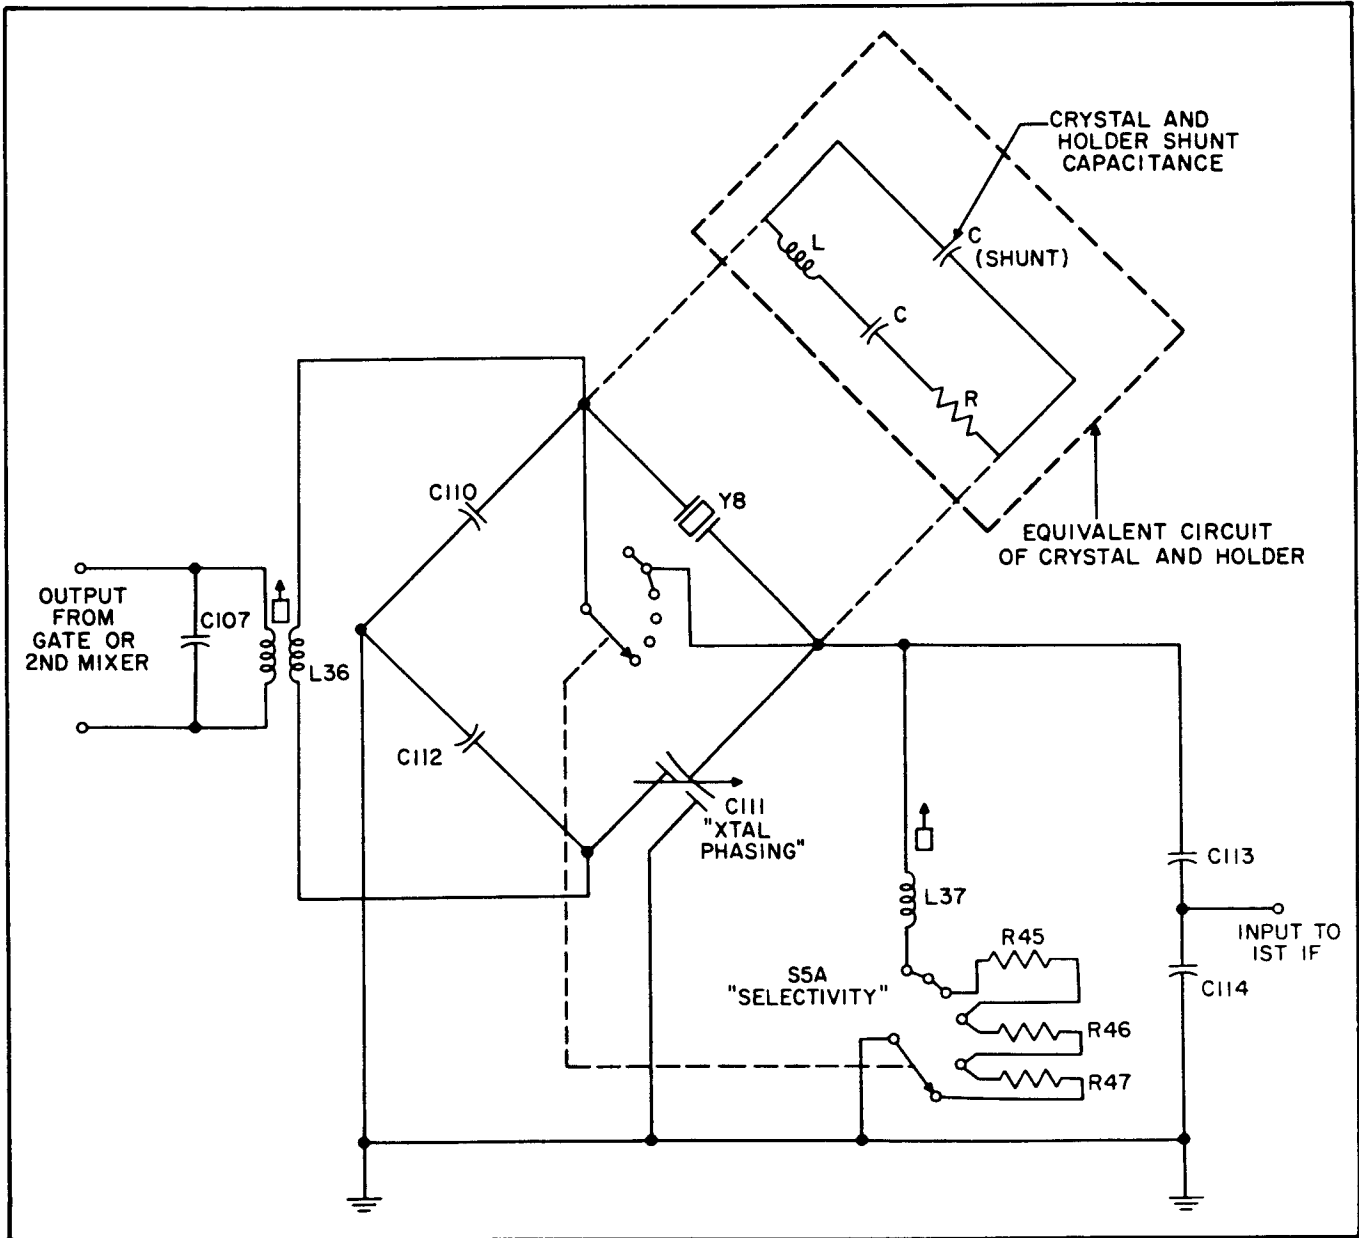 CRYSTAL AND
HOLDER SHUNT
CAPACITANCE
C
(SHUNT)
L
C
R
EQUIVALENT CIRCUIT
OF CRYSTAL AND HOLDER
C110
Y8
OUTPUT
FROM
GATE OR
2ND MIXER
C107
L36
C112
C111
"XTAL
PHASING"
C113
L37
INPUT TO
1ST IF
R45
S5A
"SELECTIVITY"
C114
R46
R47